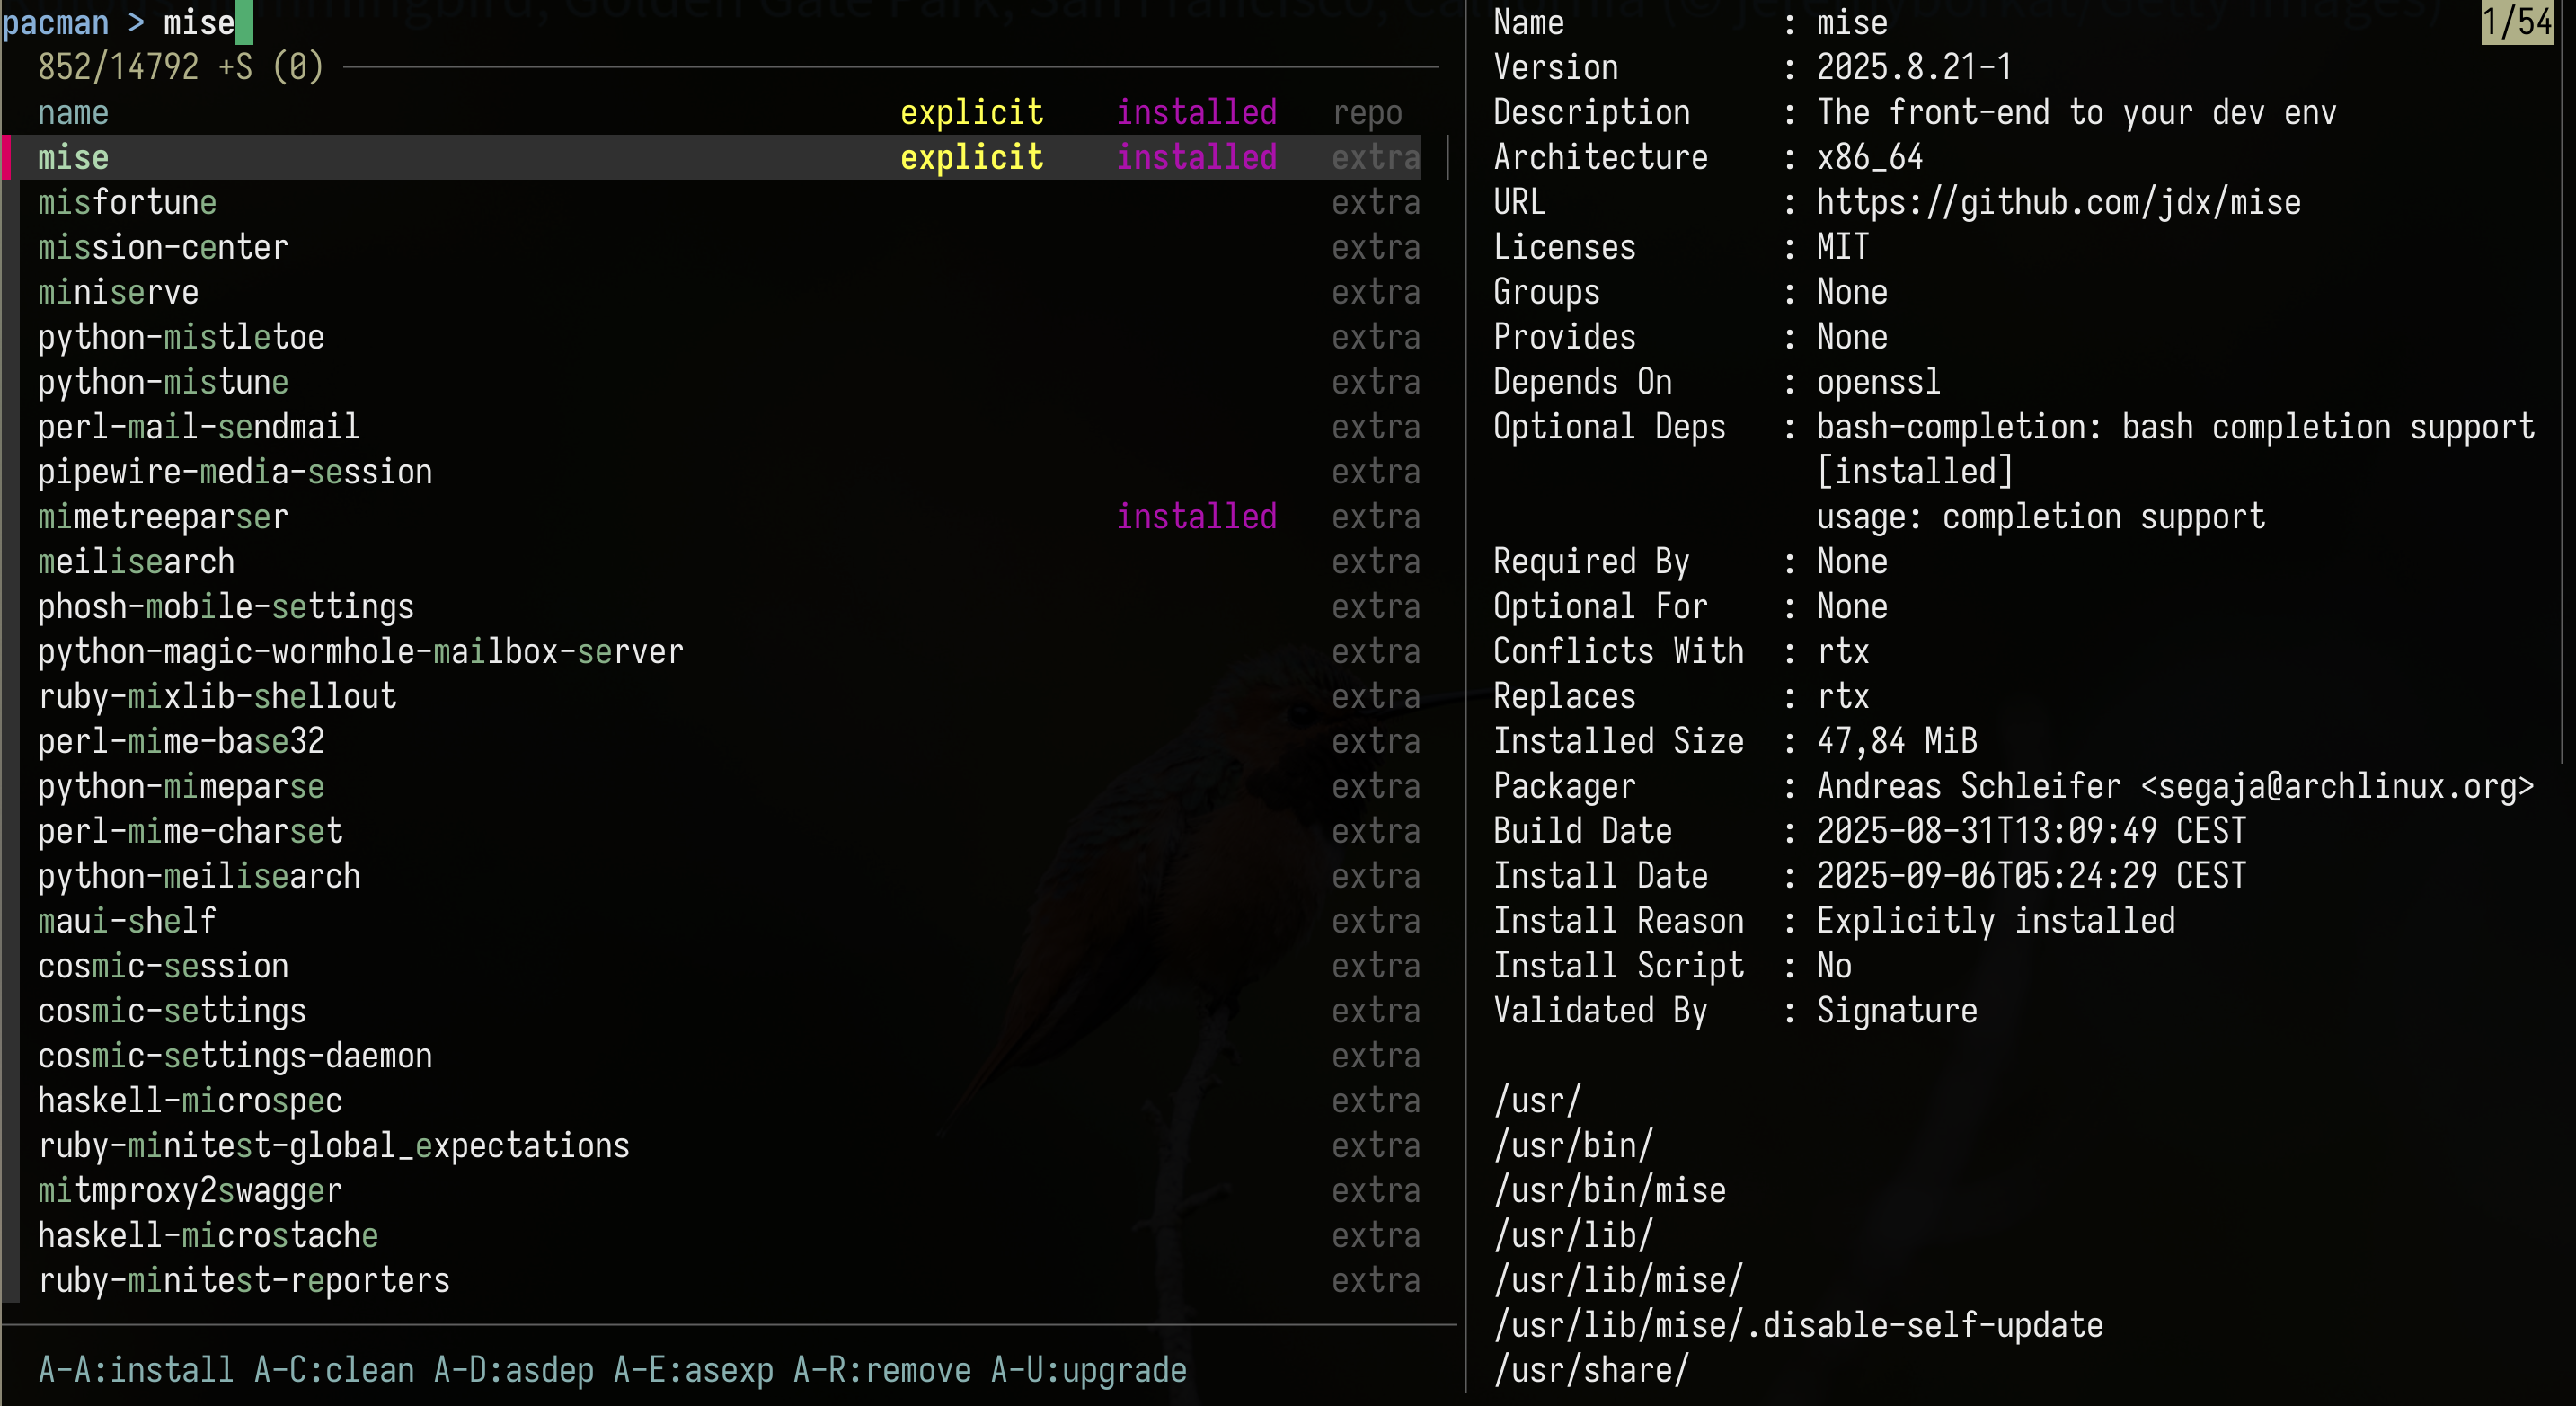 pacman > mise
852/14792 +S (0)
name explicit installed repo
mise explicit installed extra
misfortune extra
mission-center extra
miniserve extra
python-mistletoe extra
python-mistune extra
perl-mail-sendmail extra
pipewire-media-session extra
mimetreeparser installed extra
meilisearch extra
phosh-mobile-settings extra
python-magic-wormhole-mailbox-server extra
ruby-mixlib-shellout extra
perl-mime-base32 extra
python-mimeparse extra
perl-mime-charset extra
python-meilisearch extra
maui-shelf extra
cosmic-session extra
cosmic-settings extra
cosmic-settings-daemon extra
haskell-microspec extra
ruby-minitest-global_expectations extra
mitmproxy2swagger extra
haskell-microstache extra
ruby-minitest-reporters extra
A-A:install A-C:clean A-D:asdep A-E:asexp A-R:remove A-U:upgrade
Name : mise
1/54
Version : 2025.8.21-1
Description : The front-end to your dev env
Architecture : x86_64
URL : https://github.com/jdx/mise
Licenses : MIT
Groups : None
Provides : None
Depends On : openssl
Optional Deps : bash-completion: bash completion support
[installed]
usage: completion support
Required By : None
Optional For : None
Conflicts With : rtx
Replaces : rtx
Installed Size : 47,84 MiB
Packager : Andreas Schleifer <segaja@archlinux.org>
Build Date : 2025-08-31T13:09:49 CEST
Install Date : 2025-09-06T05:24:29 CEST
Install Reason : Explicitly installed
Install Script : No
Validated By : Signature
/usr/
/usr/bin/
/usr/bin/mise
/usr/lib/
/usr/lib/mise/
/usr/lib/mise/.disable-self-update
/usr/share/